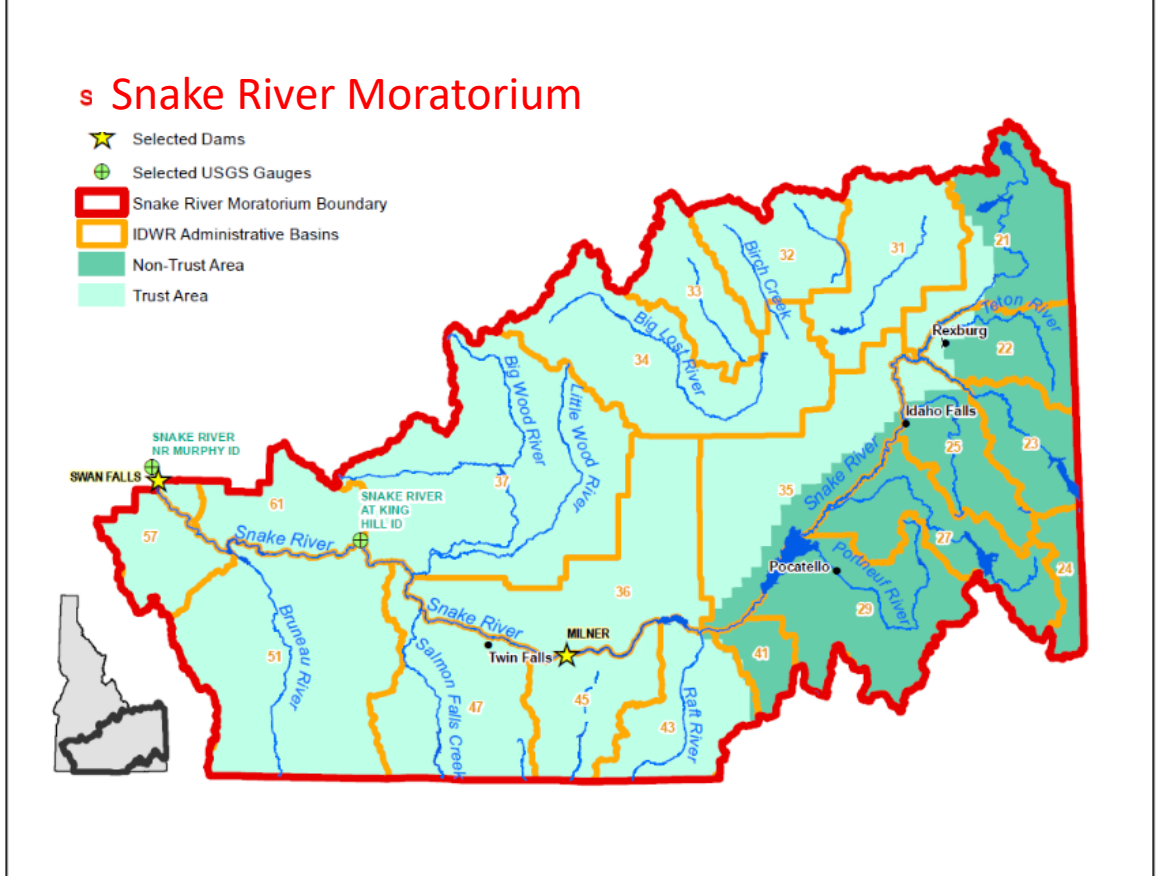 S Snake River Moratorium
Selected Dams
Selected USGS Gauges
Snake River Moratorium Boundary
IDWR Administrative Basins
Non-Trust Area
Trust Area
21
32
31
Birch Creek
33
Teton River
Rexburg
Big Lost River
22
34
Big Wood River
Little Wood River
Idaho Falls
SNAKE RIVER
NR MURPHY ID
25
23
SWAN FALLS
37
Snake River
35
61
SNAKE RIVER
AT KING
HILL ID
57
Snake River
27
Portneuf River
Pocatello
24
36
29
Snake River
Bruneau River
MILNER
Twin Falls
51
41
Salmon Falls Creek
47
45
43
Raft River